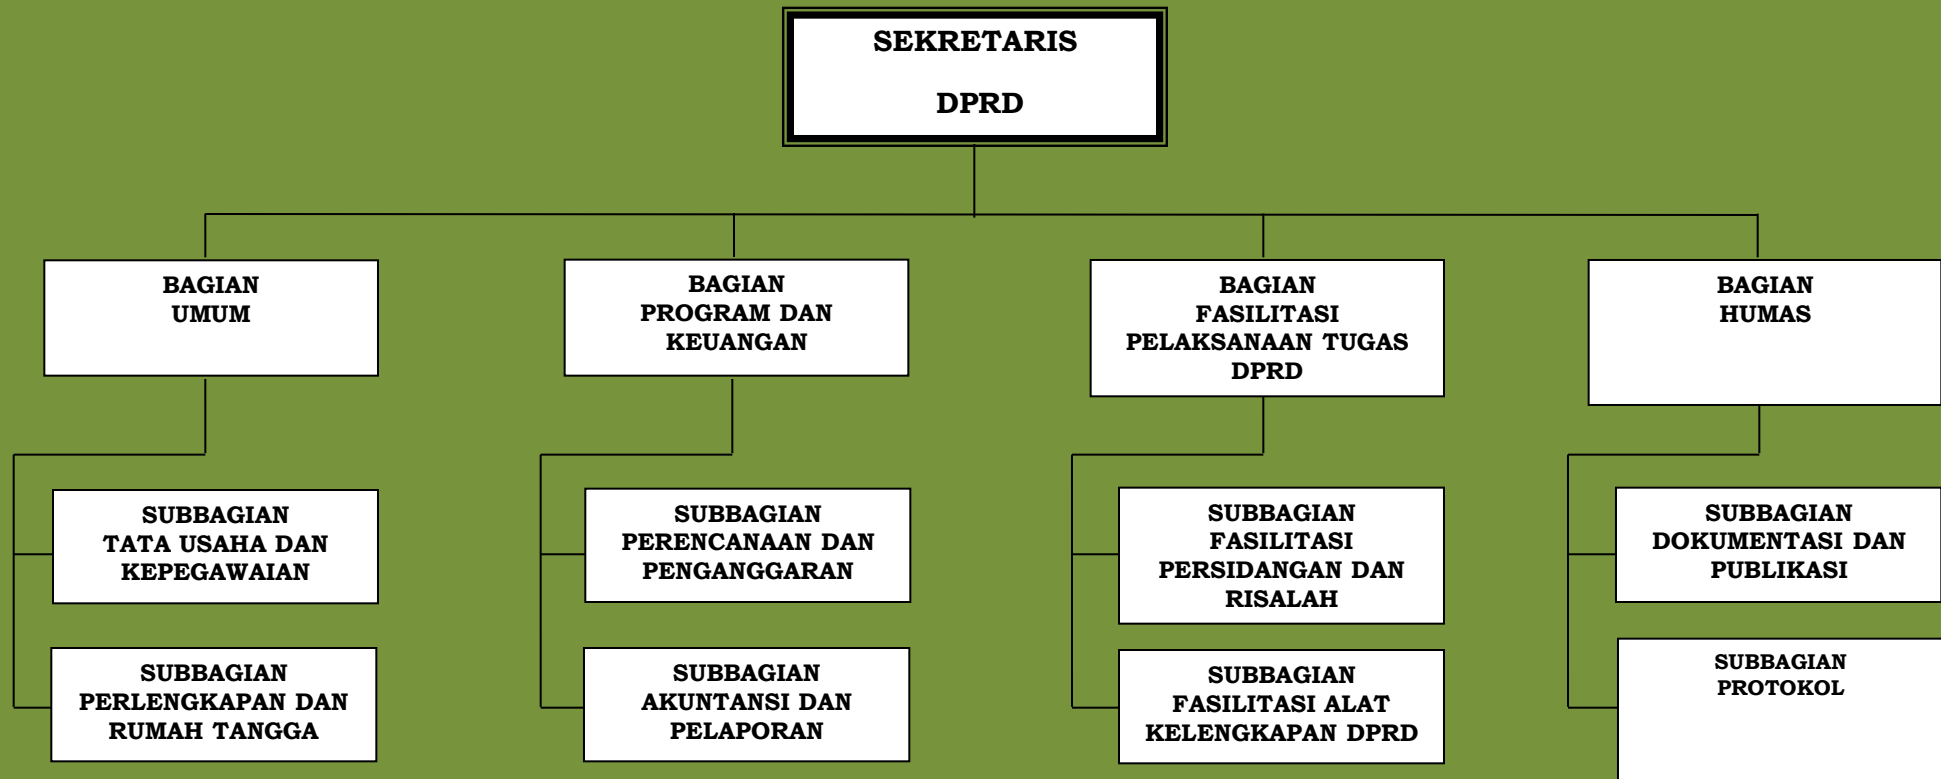 SEKRETARIS
DPRD
BAGIAN
UMUM
BAGIAN
PROGRAM DAN
KEUANGAN
BAGIAN
FASILITASI
PELAKSANAAN TUGAS
DPRD
BAGIAN
HUMAS
SUBBAGIAN
TATA USAHA DAN
KEPEGAWAIAN
SUBBAGIAN
PERENCANAAN DAN
PENGANGGARAN
SUBBAGIAN
FASILITASI
PERSIDANGAN DAN
RISALAH
SUBBAGIAN
DOKUMENTASI DAN
PUBLIKASI
SUBBAGIAN
PERLENGKAPAN DAN
RUMAH TANGGA
SUBBAGIAN
AKUNTANSI DAN
PELAPORAN
SUBBAGIAN
FASILITASI ALAT
KELENGKAPAN DPRD
SUBBAGIAN
PROTOKOL